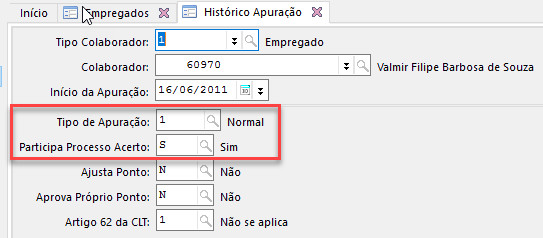 Início Empregados Histórico Apuração
Tipo Colaborador: 1 Empregado
Colaborador: 60970 Valmir Filipe Barbosa de Souza
Início da Apuração: 16/06/2011
Tipo de Apuração: 1 Normal
Participa Processo Acerto: S Sim
Ajusta Ponto: N Não
Aprova Próprio Ponto: N Não
Artigo 62 da CLT: 1 Não se aplica